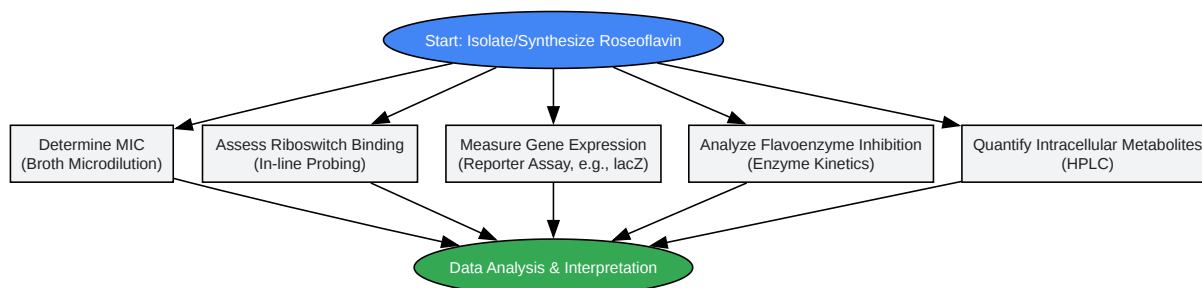 Start: Isolate/Synthesize Roseoflavin
Determine MIC
(Broth Microdilution)
Assess Riboswitch Binding
(In-line Probing)
Measure Gene Expression
(Reporter Assay, e.g., lacZ)
Analyze Flavoenzyme Inhibition
(Enzyme Kinetics)
Quantify Intracellular Metabolites
(HPLC)
Data Analysis & Interpretation